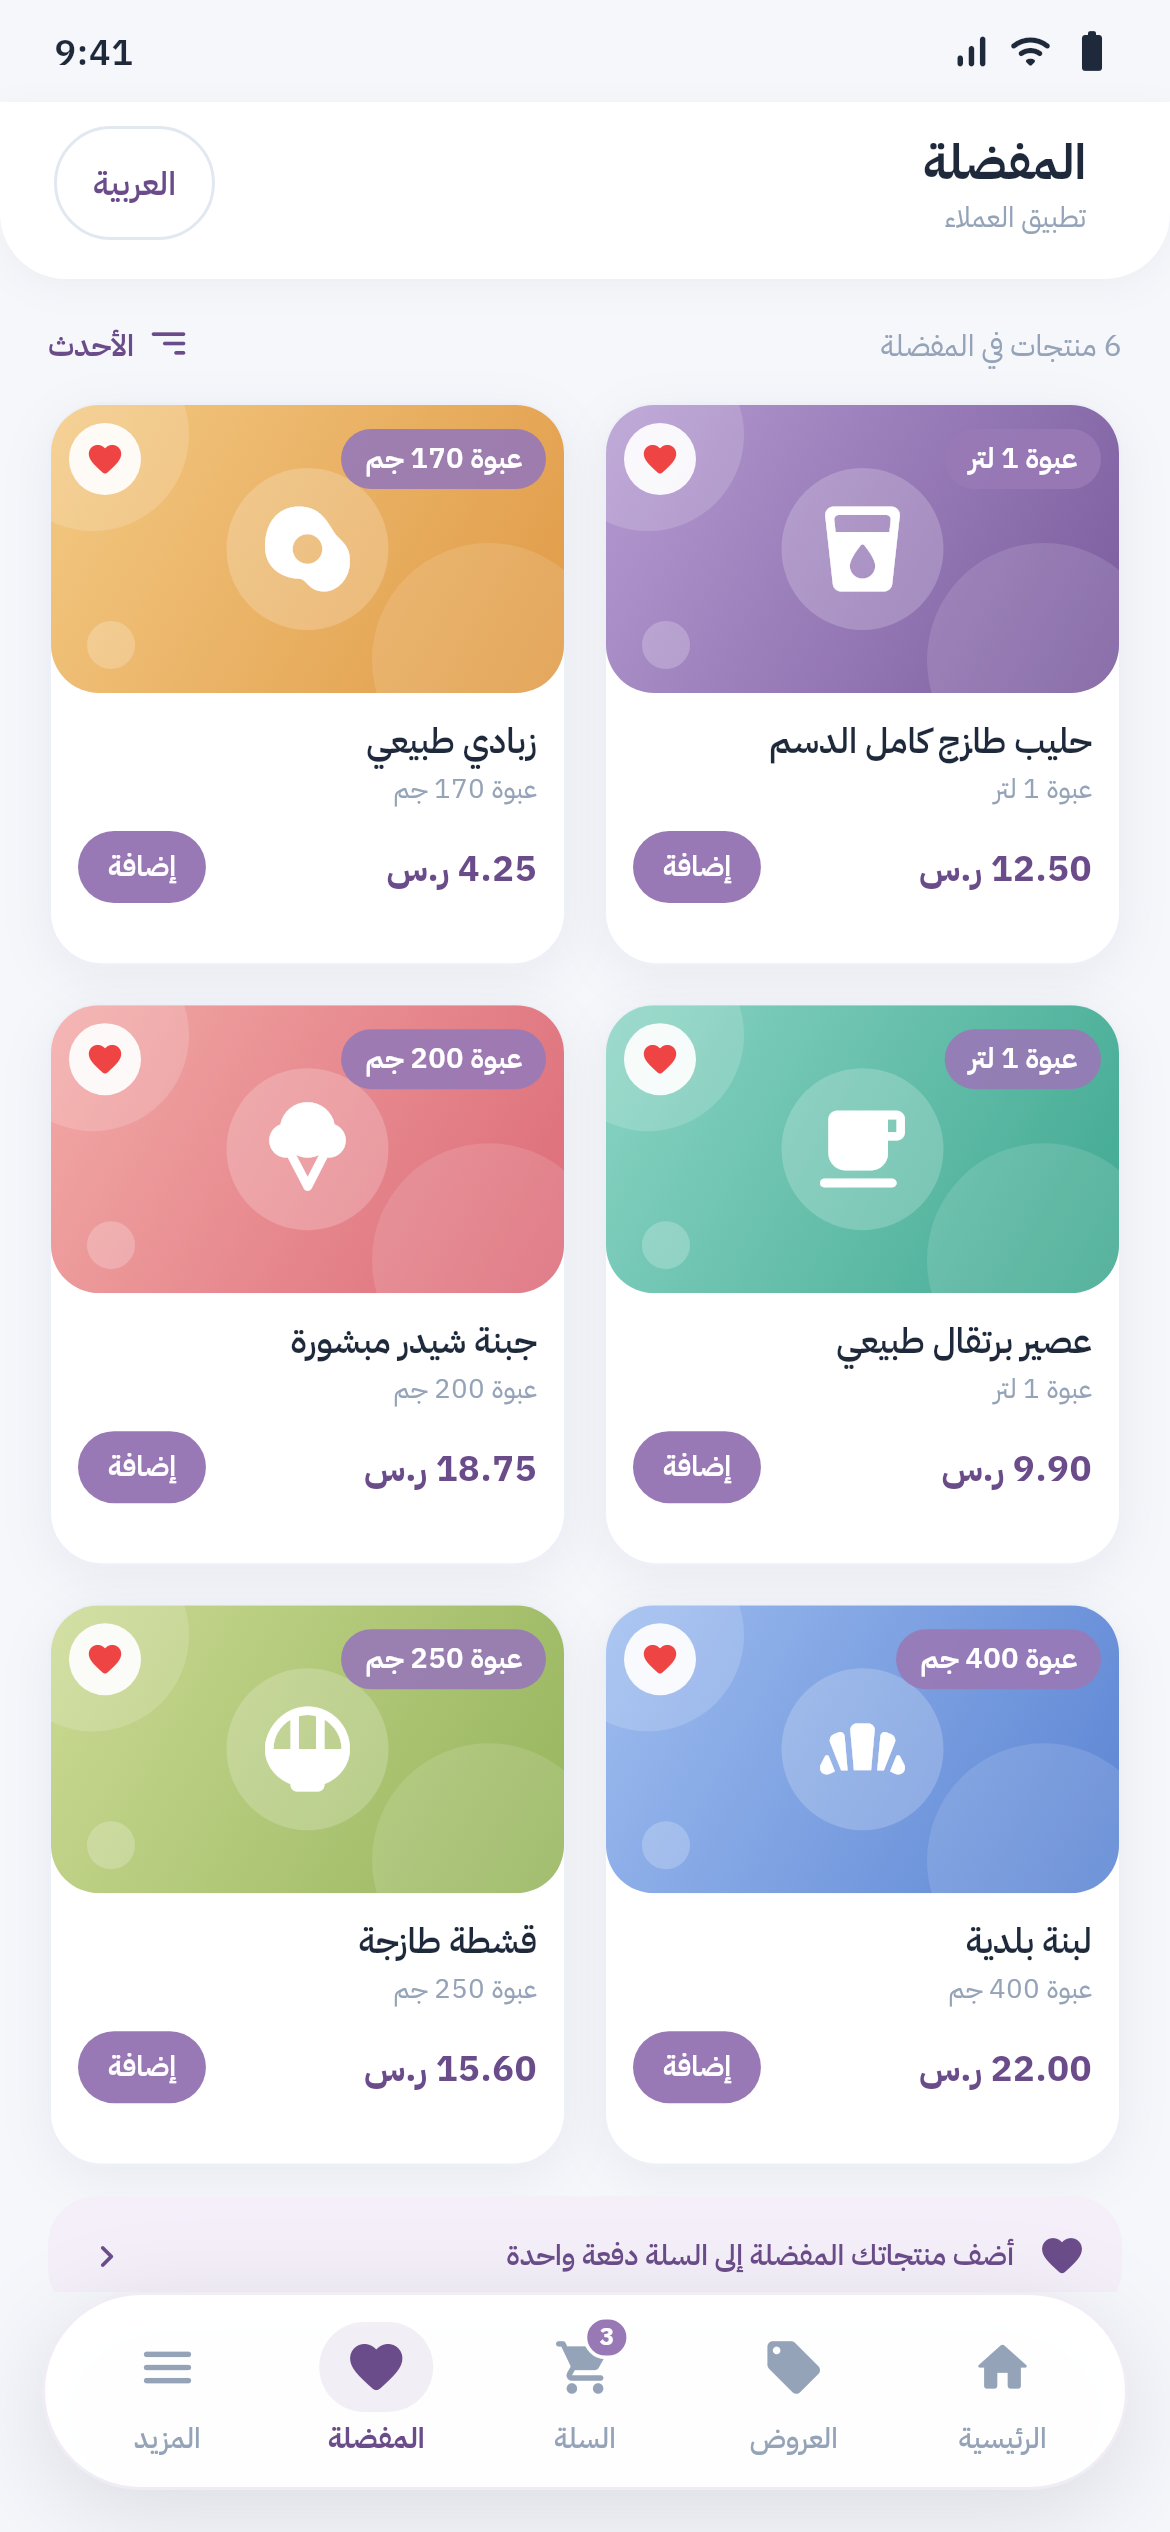 9:41
المفضلة
تطبيق العملاء
العربية
6 منتجات في المفضلة
الأحدث
عبوة 1 لتر
حليب طازج كامل الدسم
عبوة 1 لتر
12.50 ر.س
إضافة
عبوة 170 جم
زبادي طبيعي
عبوة 170 جم
4.25 ر.س
إضافة
عبوة 1 لتر
عصير برتقال طبيعي
عبوة 1 لتر
9.90 ر.س
إضافة
عبوة 200 جم
جبنة شيدر مبشورة
عبوة 200 جم
18.75 ر.س
إضافة
عبوة 400 جم
لبنة بلدية
عبوة 400 جم
22.00 ر.س
إضافة
عبوة 250 جم
قشطة طازجة
عبوة 250 جم
15.60 ر.س
إضافة
أضف منتجاتك المفضلة إلى السلة دفعة واحدة
الرئيسية
العروض
3
السلة
المفضلة
المزيد